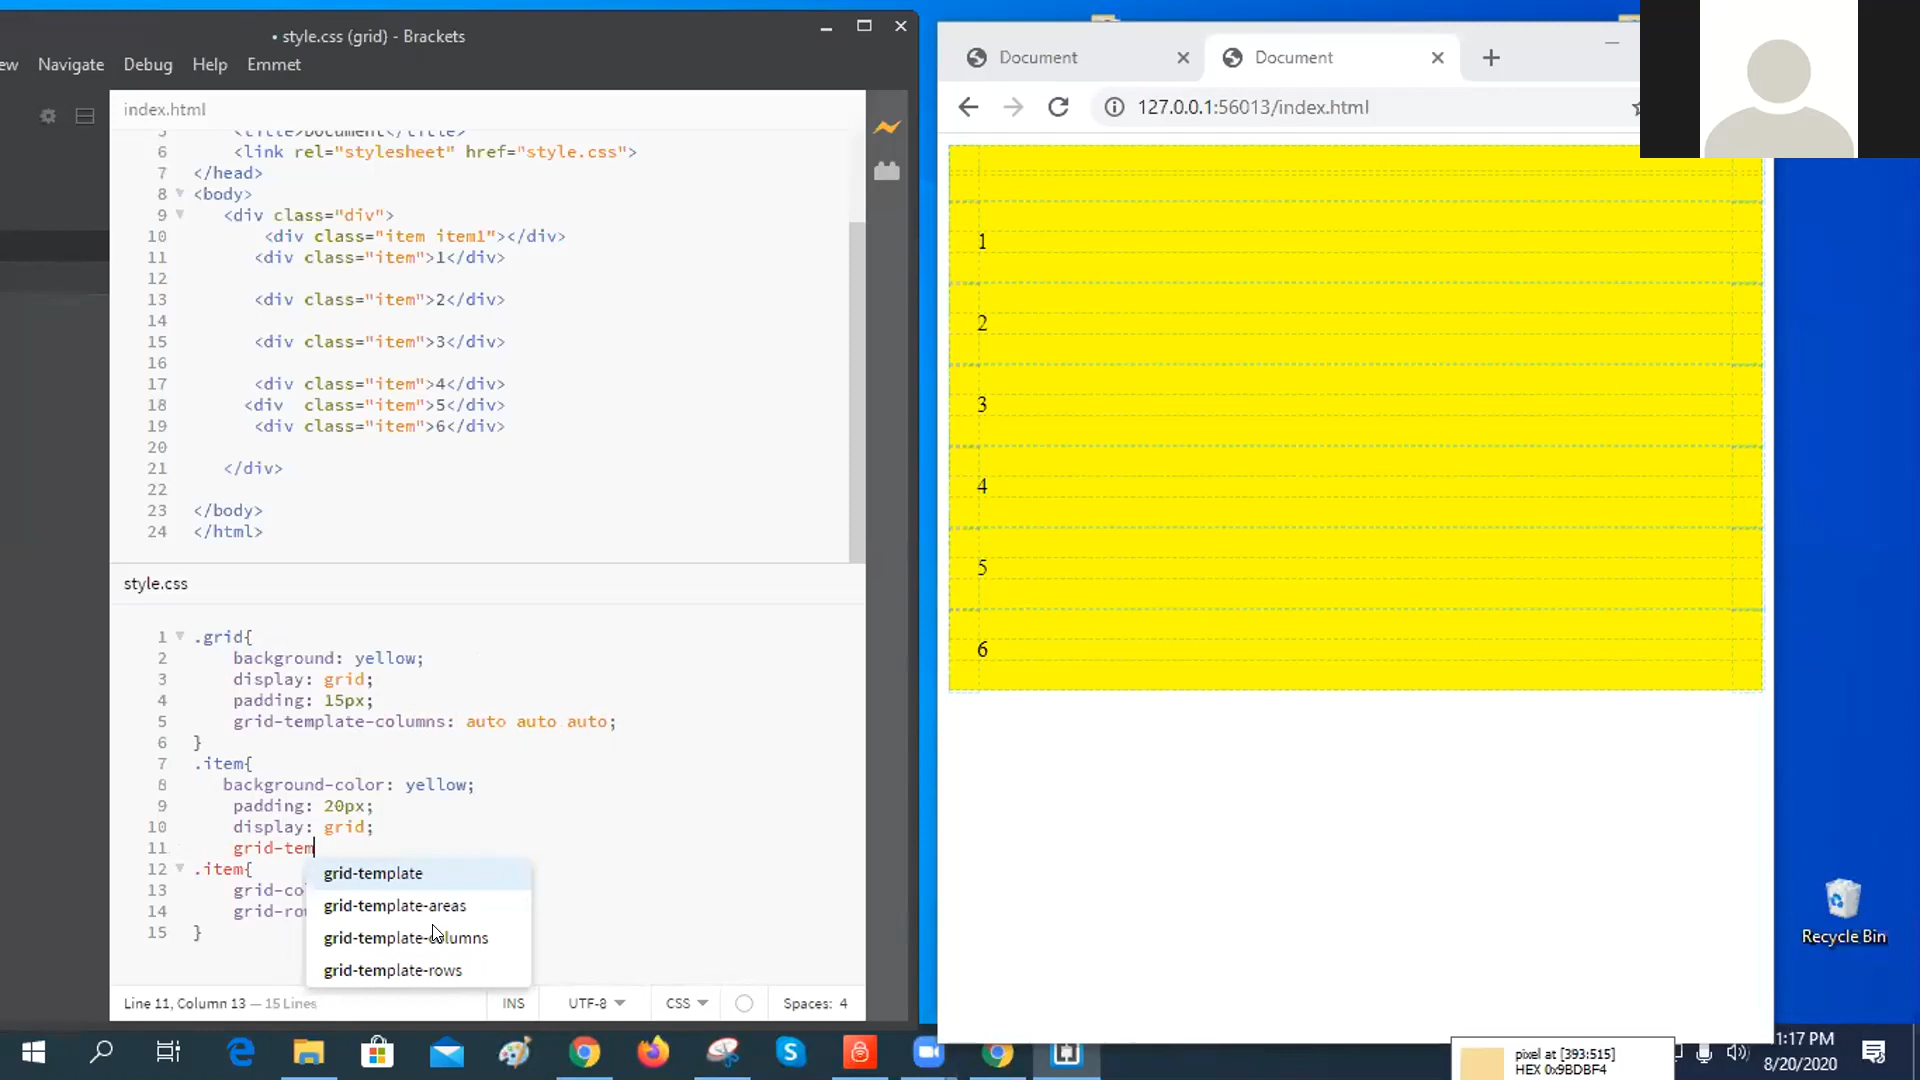 • style.css (grid) - Brackets
ew Navigate Debug Help Emmet
index.html
5 <title>Document</title>
6 <link rel="stylesheet" href="style.css">
7 </head>
8 <body>
9 <div class="div">
10 <div class="item item1"></div>
11 <div class="item">1</div>
12
13 <div class="item">2</div>
14
15 <div class="item">3</div>
16
17 <div class="item">4</div>
18 <div class="item">5</div>
19 <div class="item">6</div>
20
21 </div>
22
23 </body>
24 </html>
style.css
1 .grid{
2 background: yellow;
3 display: grid;
4 padding: 15px;
5 grid-template-columns: auto auto auto;
6 }
7 .item{
8 background-color: yellow;
9 padding: 20px;
10 display: grid;
11 grid-tem
12 .item{
13 grid-co
14 grid-ro
15 }
grid-template
grid-template-areas
grid-template-columns
grid-template-rows
Line 11, Column 13 — 15 Lines
INS UTF-8 CSS Spaces: 4
Document
Document
127.0.0.1:56013/index.html
1
2
3
4
5
6
Recycle Bin
pixel at [393:515]
HEX 0x9BDBF4
1:17 PM
8/20/2020